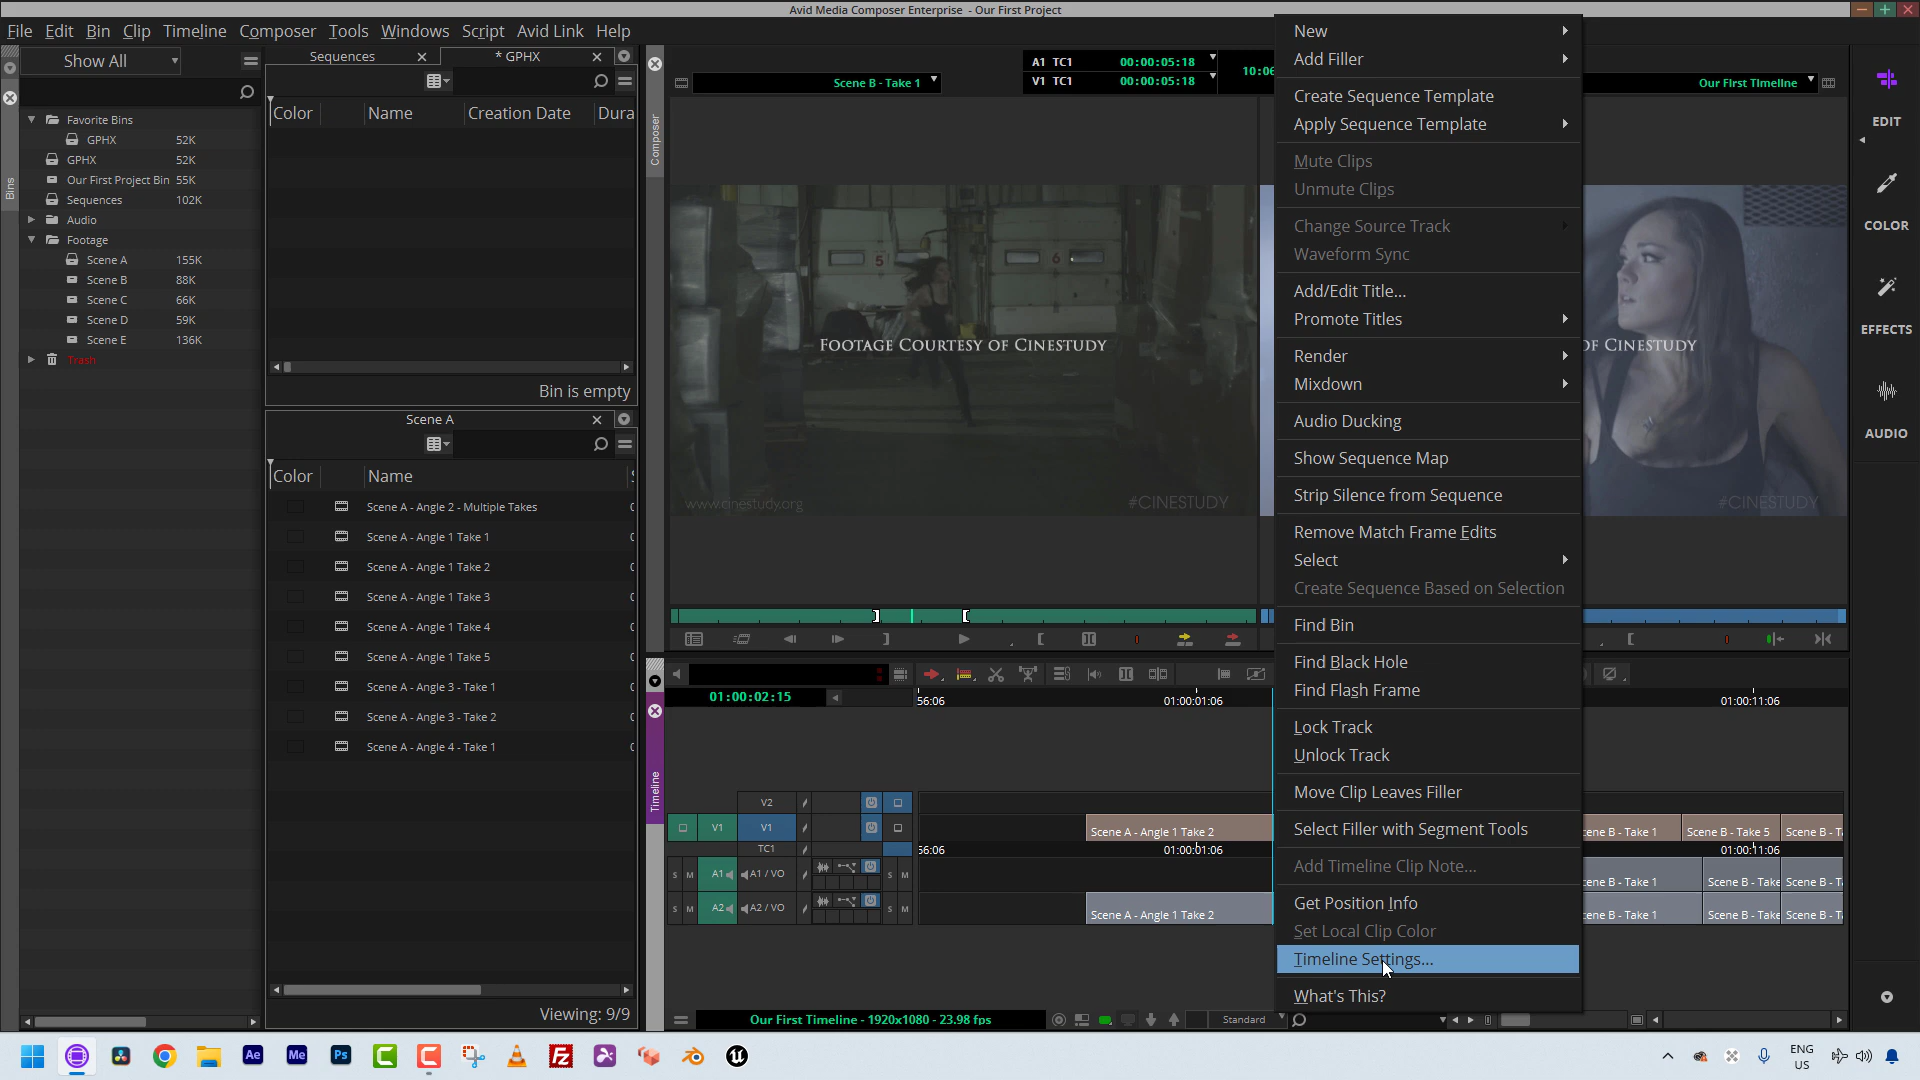 Avid Media Composer Enterprise - Our First Project
File Edit Bin Clip Timeline Composer Tools Windows Script Avid Link Help
Show All
Bins
Favorite Bins
GPHX 52K
GPHX 52K
Our First Project Bin 55K
Sequences 102K
Audio
Footage
Scene A 155K
Scene B 88K
Scene C 66K
Scene D 59K
Scene E 136K
Trash
Sequences
* GPHX
Color Name Creation Date Dura
Bin is empty
Scene A
Color Name
Scene A - Angle 2 - Multiple Takes
Scene A - Angle 1 Take 1
Scene A - Angle 1 Take 2
Scene A - Angle 1 Take 3
Scene A - Angle 1 Take 4
Scene A - Angle 1 Take 5
Scene A - Angle 3 - Take 1
Scene A - Angle 3 - Take 2
Scene A - Angle 4 - Take 1
Viewing: 9/9
Composer
Scene B - Take 1
A1 TC1 00:00:05:18
V1 TC1 00:00:05:18
10:06
Our First Timeline
5
6
FOOTAGE COURTESY OF CINESTUDY
www.cinestudy.org
#CINESTUDY
OF CINESTUDY
#CINESTUDY
New
Add Filler
Create Sequence Template
Apply Sequence Template
Mute Clips
Unmute Clips
Change Source Track
Waveform Sync
Add/Edit Title...
Promote Titles
Render
Mixdown
Audio Ducking
Show Sequence Map
Strip Silence from Sequence
Remove Match Frame Edits
Select
Create Sequence Based on Selection
Find Bin
Find Black Hole
Find Flash Frame
Lock Track
Unlock Track
Move Clip Leaves Filler
Select Filler with Segment Tools
Add Timeline Clip Note...
Get Position Info
Set Local Clip Color
Timeline Settings...
What's This?
EDIT
COLOR
EFFECTS
AUDIO
Timeline
01:00:02:15
56:06 01:00:01:06 01:00:11:06
V2
V1 V1
TC1
S M A1 A1 / VO S M
S M A2 A2 / VO S M
Scene A - Angle 1 Take 2
cene B - Take 1 Scene B - Take 5 Scene B - T
56:06 01:00:01:06 01:00:11:06
cene B - Take 1 Scene B - Take Scene B - T
Scene A - Angle 1 Take 2
cene B - Take 1 Scene B - Take Scene B - T
Our First Timeline - 1920x1080 - 23.98 fps
Standard
Ae Me Ps C C Fz
ENG
US